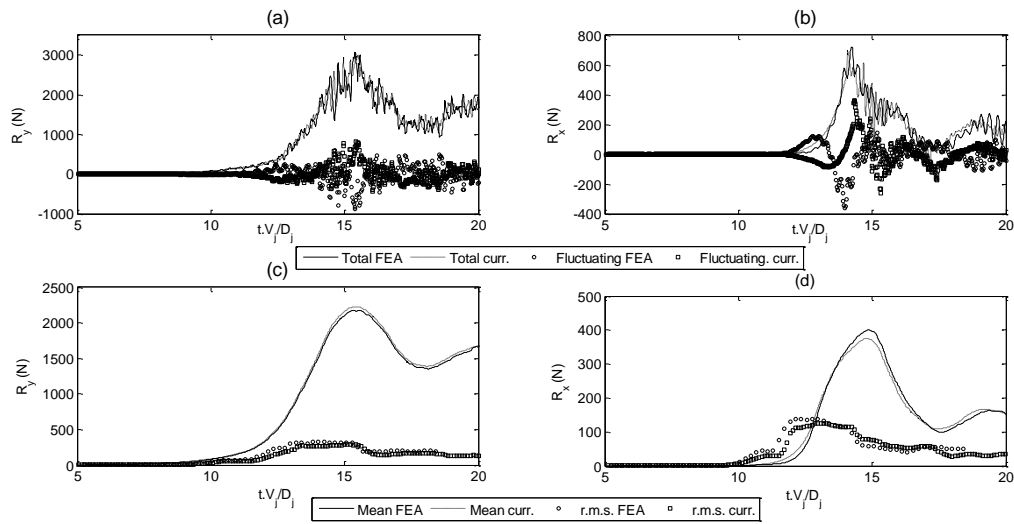 (a)
(b)
3000
2000
1000
0
-1000
R_y (N)
5
10
15
20
t.V_j/D_j
800
600
400
200
0
-200
-400
R_x (N)
5
10
15
20
t.V_j/D_j
Total FEA Total curr. Fluctuating FEA Fluctuating. curr.
(c)
(d)
2500
2000
1500
1000
500
0
R_y (N)
5
10
15
20
t.V_j/D_j
500
400
300
200
100
0
R_x (N)
5
10
15
20
t.V_j/D_j
Mean FEA Mean curr. r.m.s. FEA r.m.s. curr.